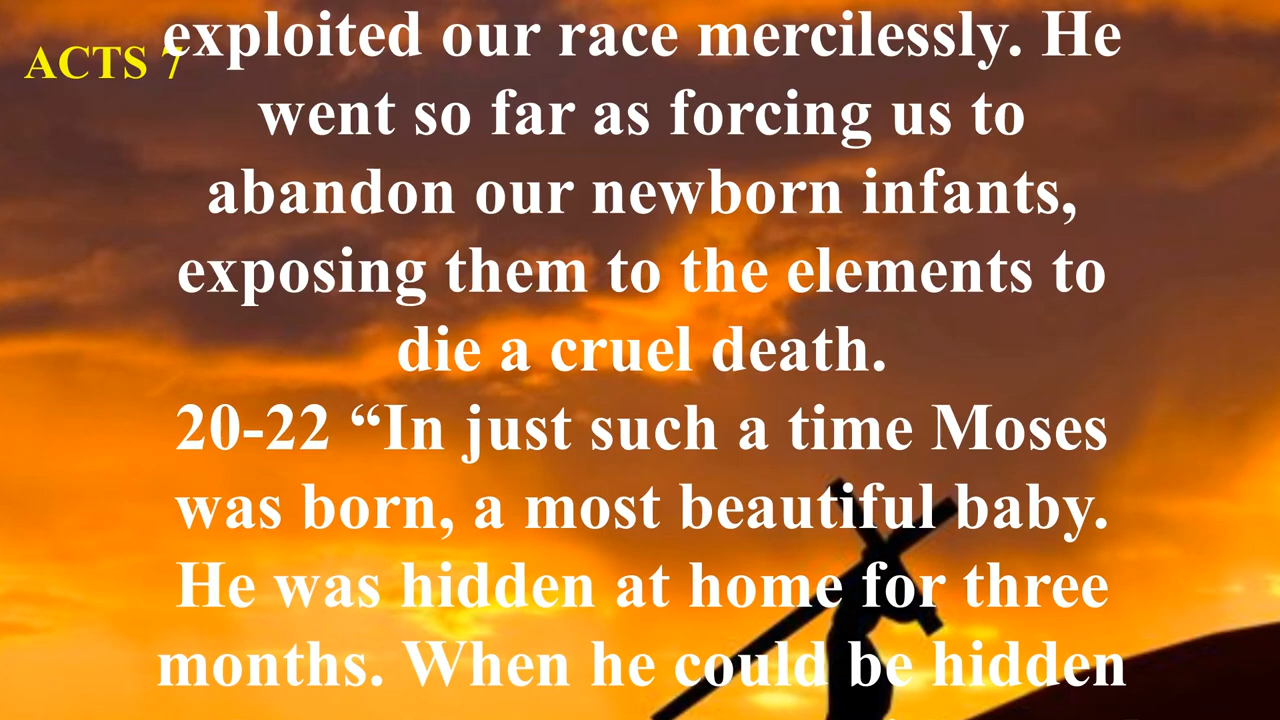 ACTS 7
exploited our race mercilessly. He
went so far as forcing us to
abandon our newborn infants,
exposing them to the elements to
die a cruel death.
20-22 “In just such a time Moses
was born, a most beautiful baby.
He was hidden at home for three
months. When he could be hidden